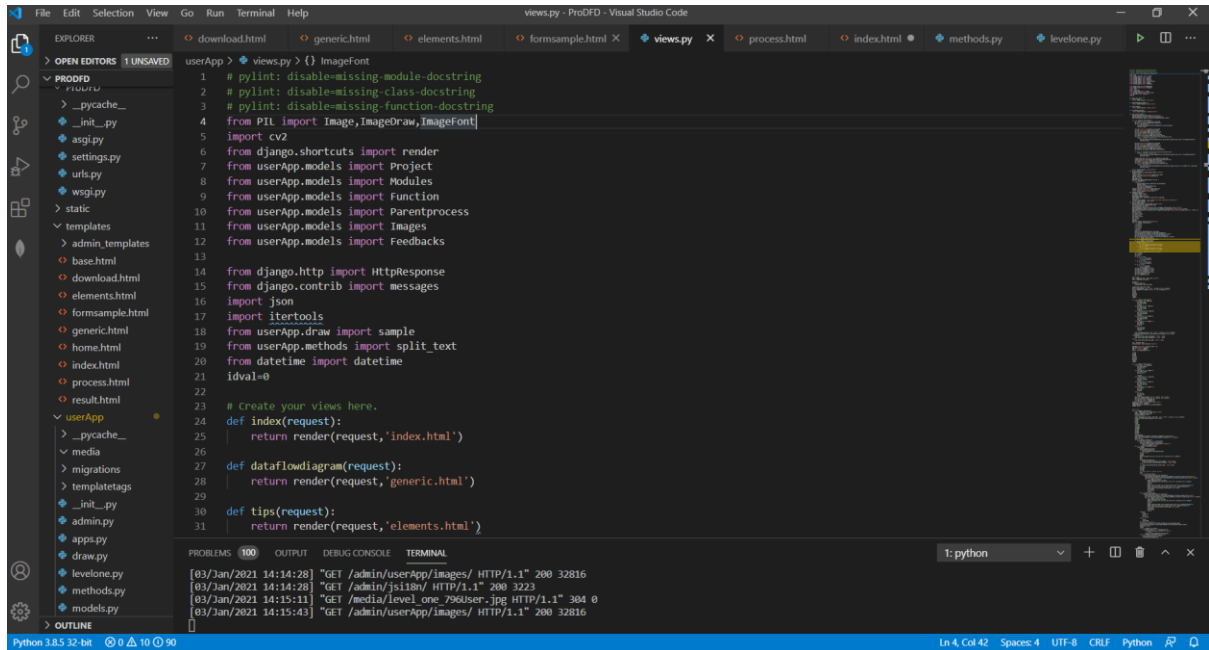 File Edit Selection View Go Run Terminal Help
views.py - ProDFD - Visual Studio Code
EXPLORER
download.html generic.html elements.html formsample.html views.py process.html index.html methods.py levelone.py
OPEN EDITORS 1 UNSAVED
PRODFD
ProDFD
__pycache__
__init__.py
asgi.py
settings.py
urls.py
wsgi.py
static
templates
admin_templates
base.html
download.html
elements.html
formsample.html
generic.html
home.html
index.html
process.html
result.html
userApp
__pycache__
media
migrations
templatetags
__init__.py
admin.py
apps.py
draw.py
levelone.py
methods.py
models.py
OUTLINE
userApp > views.py > {} ImageFont
1 # pylint: disable=missing-module-docstring
2 # pylint: disable=missing-class-docstring
3 # pylint: disable=missing-function-docstring
4 from PIL import Image,ImageDraw,ImageFont
5 import cv2
6 from django.shortcuts import render
7 from userApp.models import Project
8 from userApp.models import Modules
9 from userApp.models import Function
10 from userApp.models import Parentprocess
11 from userApp.models import Images
12 from userApp.models import Feedbacks
13
14 from django.http import HttpResponse
15 from django.contrib import messages
16 import json
17 import itertools
18 from userApp.draw import sample
19 from userApp.methods import split_text
20 from datetime import datetime
21 idval=0
22
23 # Create your views here.
24 def index(request):
25 return render(request,'index.html')
26
27 def dataflowdiagram(request):
28 return render(request,'generic.html')
29
30 def tips(request):
31 return render(request,'elements.html')
PROBLEMS 100 OUTPUT DEBUG CONSOLE TERMINAL 1: python
[03/Jan/2021 14:14:28] "GET /admin/userApp/images/ HTTP/1.1" 200 32816
[03/Jan/2021 14:14:28] "GET /admin/jsi18n/ HTTP/1.1" 200 3223
[03/Jan/2021 14:15:11] "GET /media/level_one_796User.jpg HTTP/1.1" 304 0
[03/Jan/2021 14:15:43] "GET /admin/userApp/images/ HTTP/1.1" 200 32816
Python 3.8.5 32-bit 0 10 90 Ln 4, Col 42 Spaces: 4 UTF-8 CRLF Python